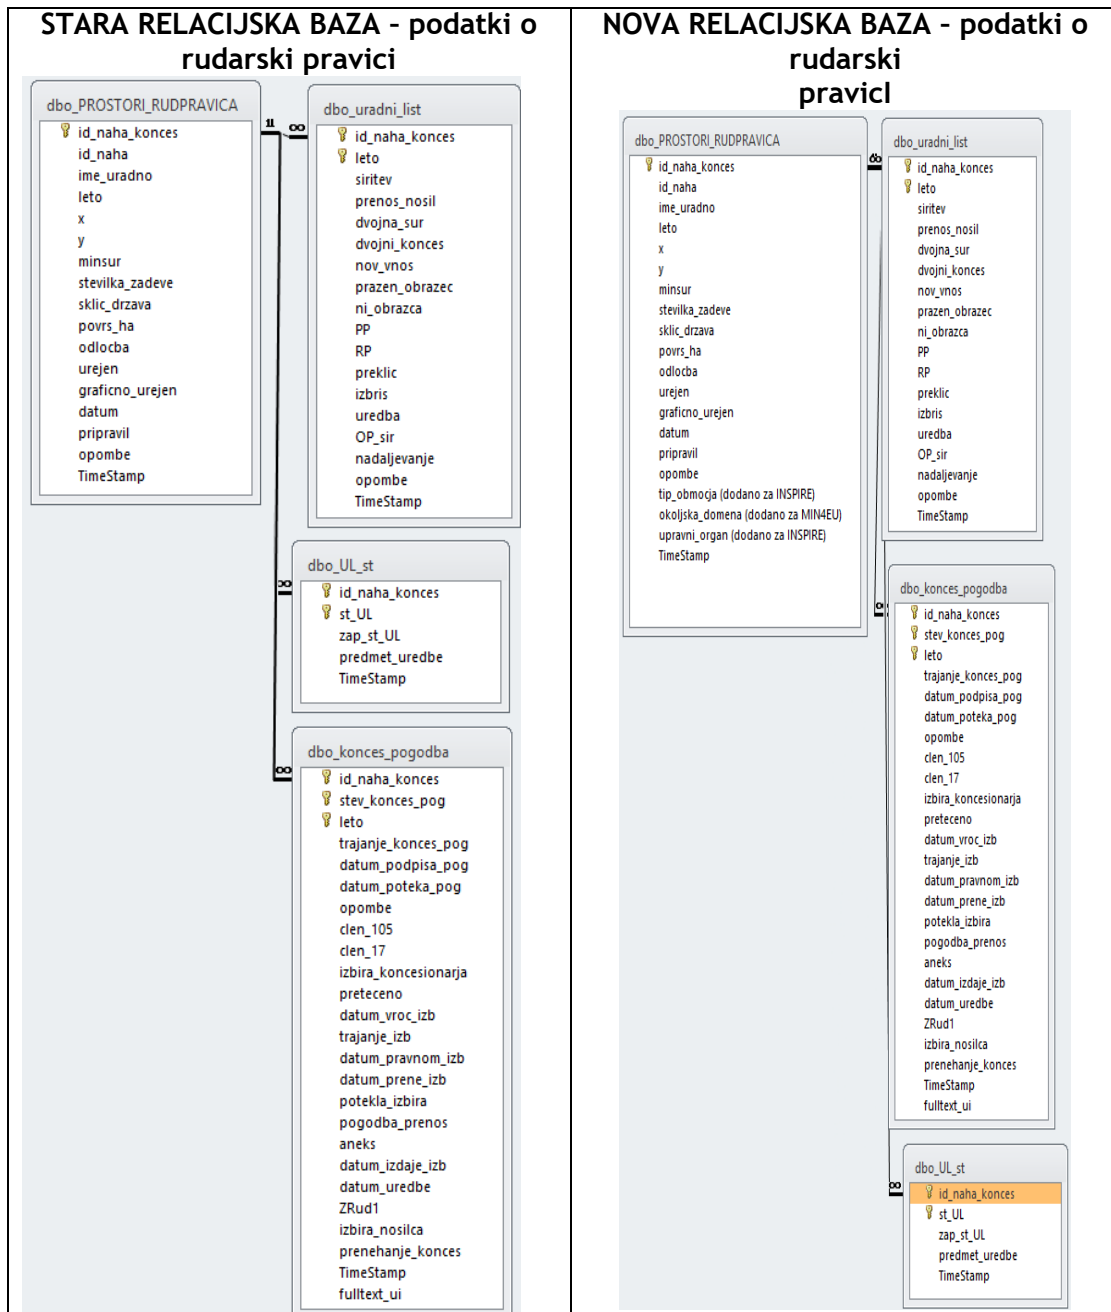 STARA RELACIJSKA BAZA – podatki o
rudarski pravici
dbo_PROSTORI_RUDPRAVICA
id_naha_konces
id_naha
ime_uradno
leto
x
y
minsur
stevilka_zadeve
sklic_drzava
povrs_ha
odlocba
urejen
graficno_urejen
datum
pripravil
opombe
TimeStamp
dbo_uradni_list
id_naha_konces
leto
siritev
prenos_nosil
dvojna_sur
dvojni_konces
nov_vnos
prazen_obrazec
ni_obrazca
PP
RP
preklic
izbris
uredba
OP_sir
nadaljevanje
opombe
TimeStamp
dbo_UL_st
id_naha_konces
st_UL
zap_st_UL
predmet_uredbe
TimeStamp
dbo_konces_pogodba
id_naha_konces
stev_konces_pog
leto
trajanje_konces_pog
datum_podpisa_pog
datum_poteka_pog
opombe
clen_105
clen_17
izbira_koncesionarja
preteceno
datum_vroc_izb
trajanje_izb
datum_pravnom_izb
datum_prene_izb
potekla_izbira
pogodba_prenos
aneks
datum_izdaje_izb
datum_uredbe
ZRud1
izbira_nosilca
prenehanje_konces
TimeStamp
fulltext_ui
NOVA RELACIJSKA BAZA – podatki o
rudarski
pravicI
dbo_PROSTORI_RUDPRAVICA
id_naha_konces
id_naha
ime_uradno
leto
x
y
minsur
stevilka_zadeve
sklic_drzava
povrs_ha
odlocba
urejen
graficno_urejen
datum
pripravil
opombe
tip_obmocja (dodano za INSPIRE)
okoljska_domena (dodano za MIN4EU)
upravni_organ (dodano za INSPIRE)
TimeStamp
dbo_uradni_list
id_naha_konces
leto
siritev
prenos_nosil
dvojna_sur
dvojni_konces
nov_vnos
prazen_obrazec
ni_obrazca
PP
RP
preklic
izbris
uredba
OP_sir
nadaljevanje
opombe
TimeStamp
dbo_konces_pogodba
id_naha_konces
stev_konces_pog
leto
trajanje_konces_pog
datum_podpisa_pog
datum_poteka_pog
opombe
clen_105
clen_17
izbira_koncesionarja
preteceno
datum_vroc_izb
trajanje_izb
datum_pravnom_izb
datum_prene_izb
potekla_izbira
pogodba_prenos
aneks
datum_izdaje_izb
datum_uredbe
ZRud1
izbira_nosilca
prenehanje_konces
TimeStamp
fulltext_ui
dbo_UL_st
id_naha_konces
st_UL
zap_st_UL
predmet_uredbe
TimeStamp